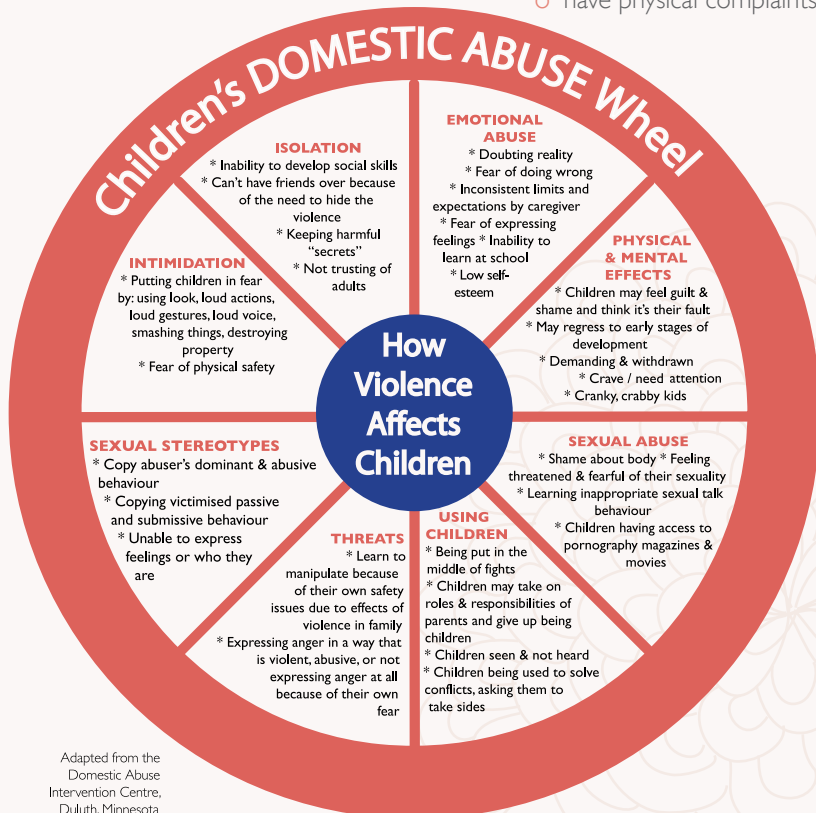 have physical complaints
Children's DOMESTIC ABUSE Wheel
ISOLATION
* Inability to develop social skills
* Can't have friends over because
of the need to hide the
violence
* Keeping harmful
“secrets”
* Not trusting of
adults
EMOTIONAL
ABUSE
* Doubting reality
* Fear of doing wrong
* Inconsistent limits and
expectations by caregiver
* Fear of expressing
feelings * Inability to
learn at school
* Low self-
esteem
PHYSICAL
& MENTAL
EFFECTS
* Children may feel guilt &
shame and think it's their fault
* May regress to early stages of
development
* Demanding & withdrawn
* Crave / need attention
* Cranky, crabby kids
SEXUAL ABUSE
* Shame about body * Feeling
threatened & fearful of their sexuality
* Learning inappropriate sexual talk
behaviour
* Children having access to
pornography magazines &
movies
USING
CHILDREN
* Being put in the
middle of fights
* Children may take on
roles & responsibilities of
parents and give up being
children
* Children seen & not heard
* Children being used to solve
conflicts, asking them to
take sides
THREATS
* Learn to
manipulate because
of their own safety
issues due to effects of
violence in family
* Expressing anger in a way that
is violent, abusive, or not
expressing anger at all
because of their own
fear
SEXUAL STEREOTYPES
* Copy abuser's dominant & abusive
behaviour
* Copying victimised passive
and submissive behaviour
* Unable to express
feelings or who they
are
INTIMIDATION
* Putting children in fear
by: using look, loud actions,
loud gestures, loud voice,
smashing things, destroying
property
* Fear of physical safety
How
Violence
Affects
Children
Adapted from the
Domestic Abuse
Intervention Centre,
Duluth, Minnesota